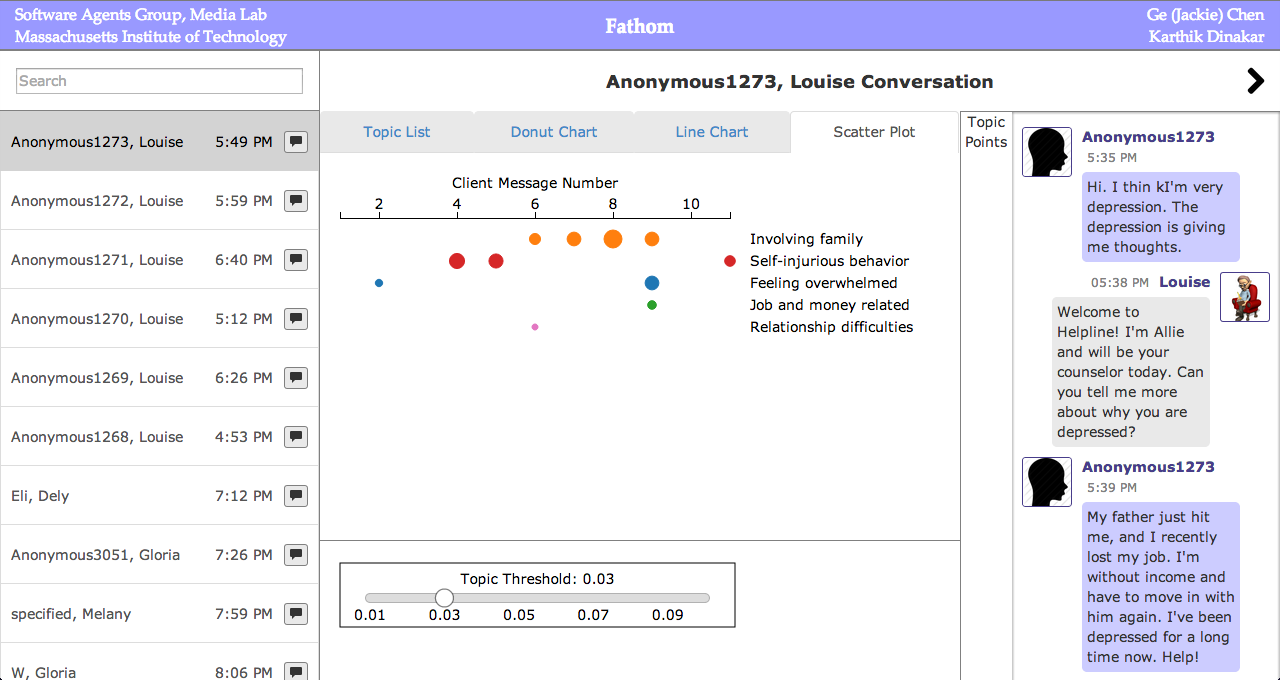 Software Agents Group, Media Lab
Massachusetts Institute of Technology
Fathom
Ge (Jackie) Chen
Karthik Dinakar
Search
Anonymous1273, Louise 5:49 PM
Anonymous1272, Louise 5:59 PM
Anonymous1271, Louise 6:40 PM
Anonymous1270, Louise 5:12 PM
Anonymous1269, Louise 6:26 PM
Anonymous1268, Louise 4:53 PM
Eli, Dely 7:12 PM
Anonymous3051, Gloria 7:26 PM
specified, Melany 7:59 PM
W, Gloria 8:06 PM
Anonymous1273, Louise Conversation
Topic List
Donut Chart
Line Chart
Scatter Plot
Client Message Number
2 4 6 8 10
Involving family
Self-injurious behavior
Feeling overwhelmed
Job and money related
Relationship difficulties
Topic Threshold: 0.03
0.01 0.03 0.05 0.07 0.09
Topic
Points
Anonymous1273
5:35 PM
Hi. I thin kI'm very
depression. The
depression is giving
me thoughts.
05:38 PM Louise
Welcome to
Helpline! I'm Allie
and will be your
counselor today. Can
you tell me more
about why you are
depressed?
Anonymous1273
5:39 PM
My father just hit
me, and I recently
lost my job. I'm
without income and
have to move in with
him again. I've been
depressed for a long
time now. Help!